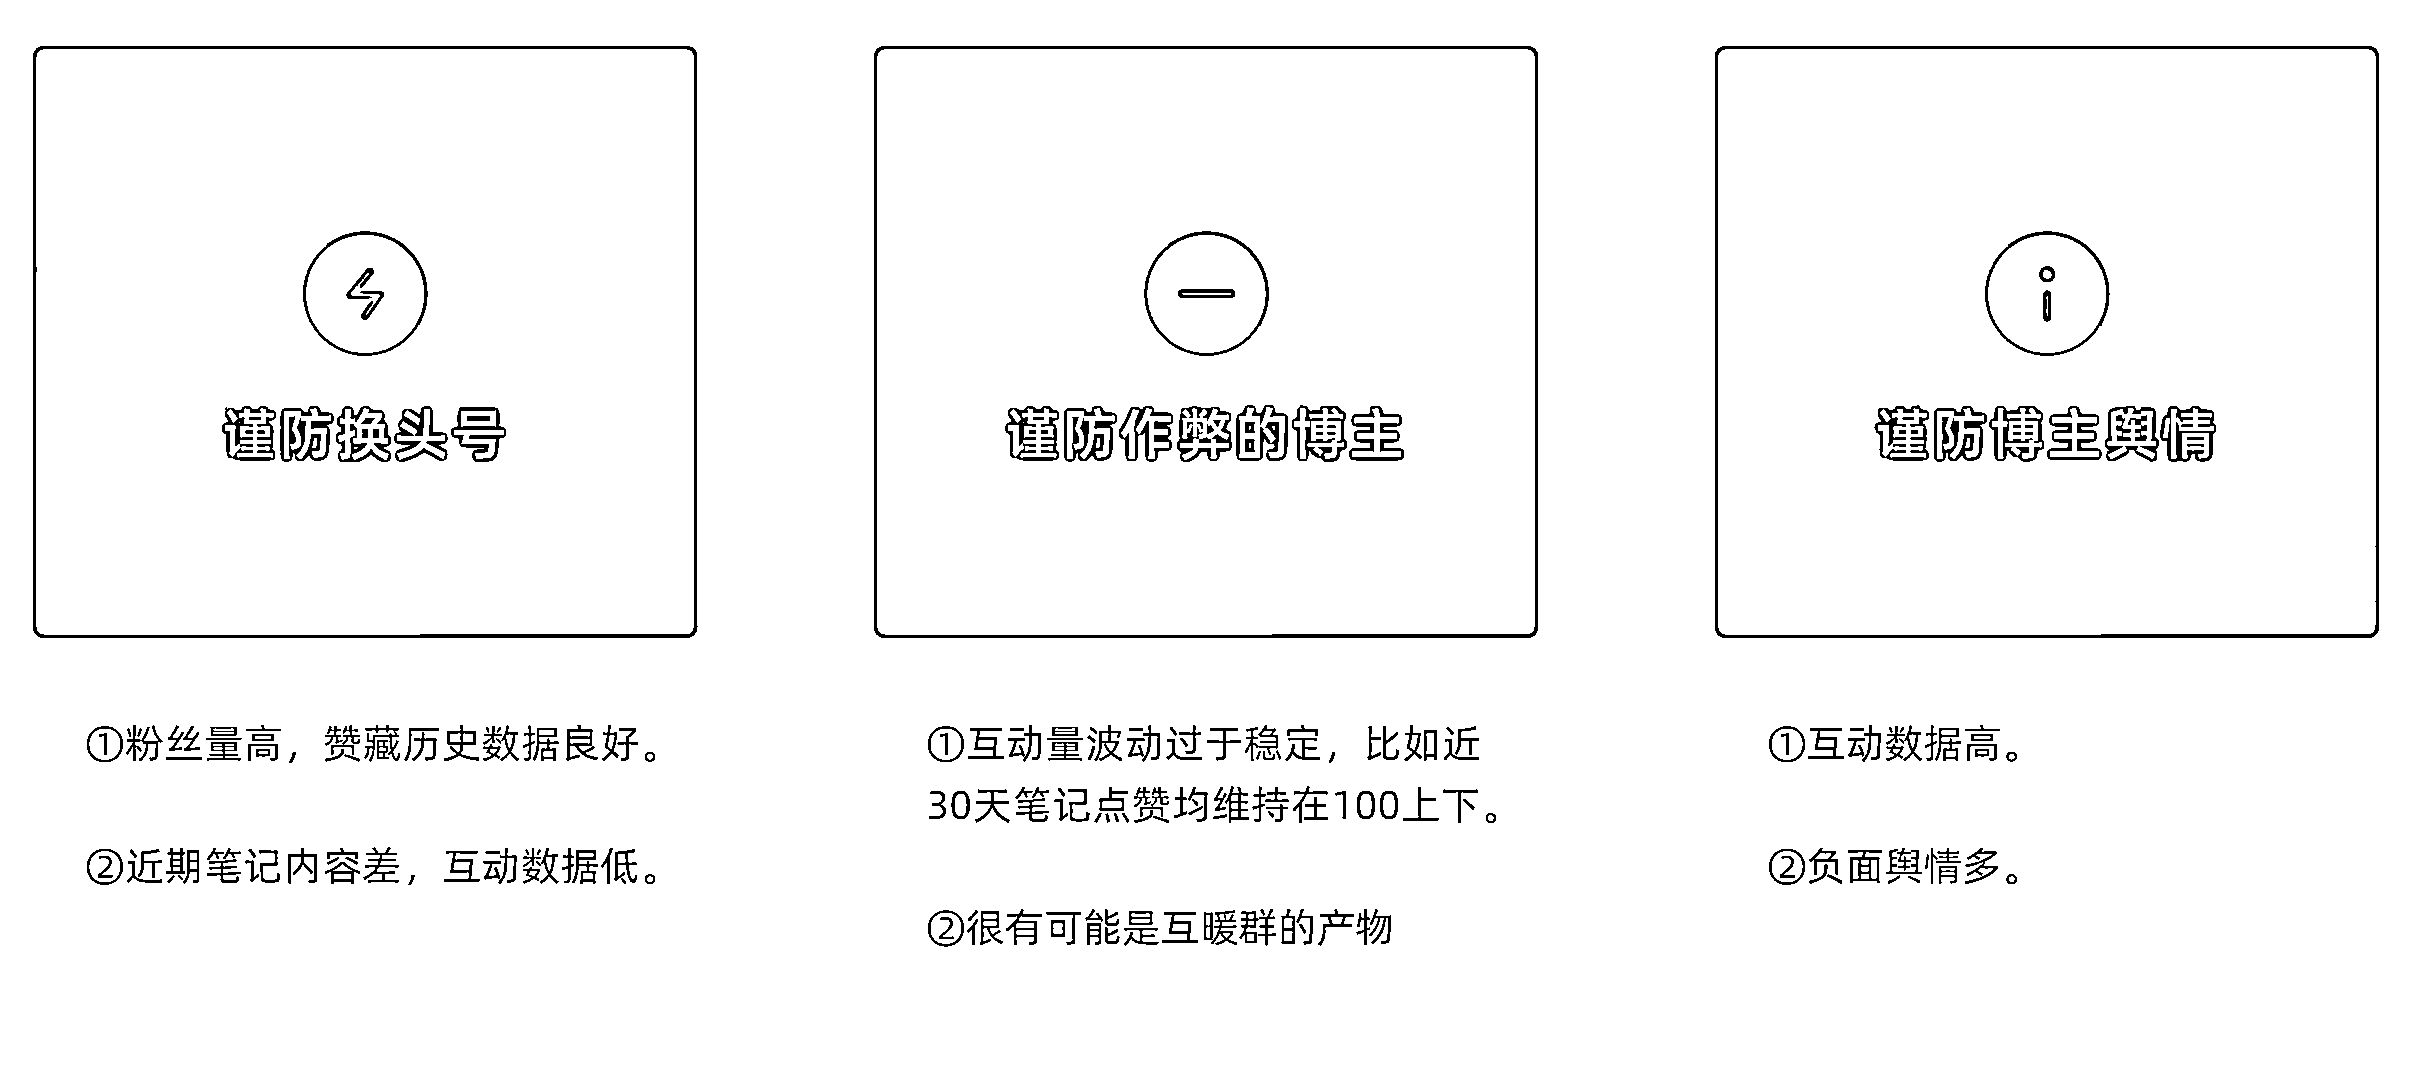 谨防换头号
①粉丝量高，赞藏历史数据良好。
②近期笔记内容差，互动数据低。
谨防作弊的博主
①互动量波动过于稳定，比如近
30天笔记点赞均维持在100上下。
②很有可能是互暖群的产物
谨防博主舆情
①互动数据高。
②负面舆情多。